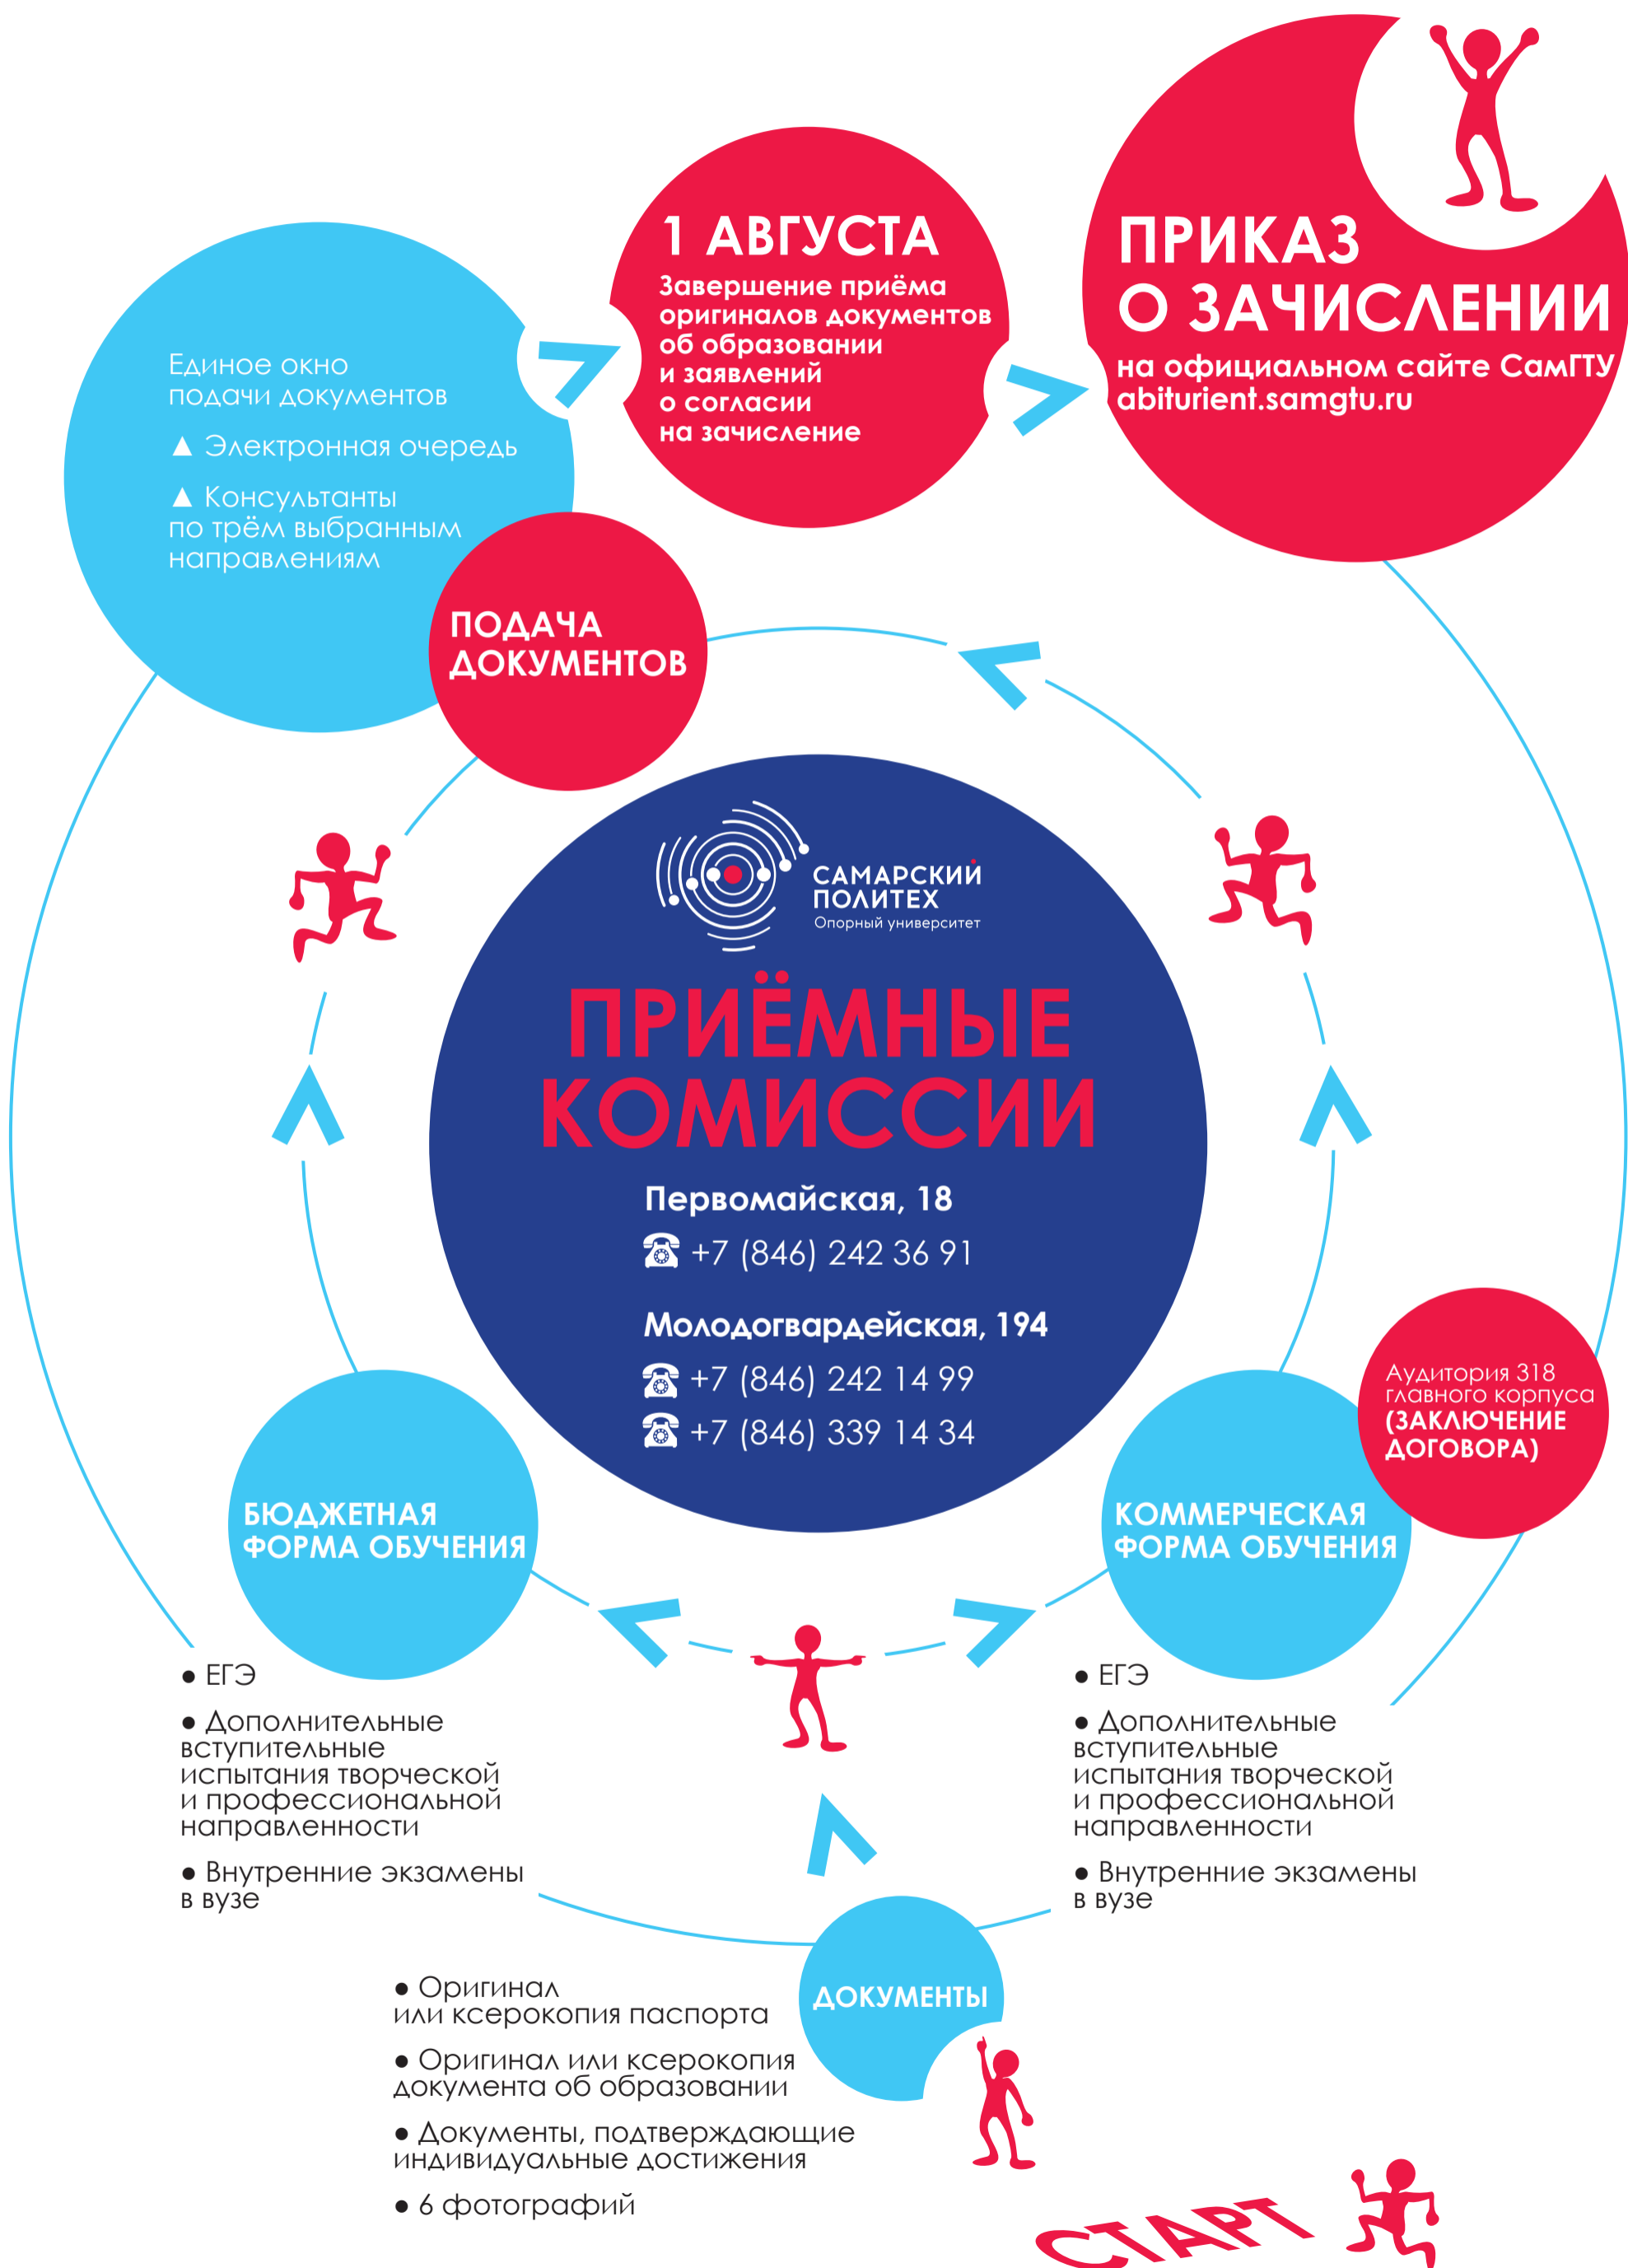 1 АВГУСТА
Завершение приёма
оригиналов документов
об образовании
и заявлений
о согласии
на зачисление
ПРИКАЗ
О ЗАЧИСЛЕНИИ
на официальном сайте СамГТУ
abiturient.samgtu.ru
Единое окно
подачи документов
▲ Электронная очередь
▲ Консультанты
по трём выбранным
направлениям
ПОДАЧА
ДОКУМЕНТОВ
САМАРСКИЙ
ПОЛИТЕХ
Опорный университет
ПРИЁМНЫЕ
КОМИССИИ
Первомайская, 18
+7 (846) 242 36 91
Молодогвардейская, 194
+7 (846) 242 14 99
+7 (846) 339 14 34
Аудитория 318
главного корпуса
(ЗАКЛЮЧЕНИЕ
ДОГОВОРА)
БЮДЖЕТНАЯ
ФОРМА ОБУЧЕНИЯ
КОММЕРЧЕСКАЯ
ФОРМА ОБУЧЕНИЯ
● ЕГЭ
● Дополнительные
вступительные
испытания творческой
и профессиональной
направленности
● Внутренние экзамены
в вузе
● ЕГЭ
● Дополнительные
вступительные
испытания творческой
и профессиональной
направленности
● Внутренние экзамены
в вузе
ДОКУМЕНТЫ
● Оригинал
или ксерокопия паспорта
● Оригинал или ксерокопия
документа об образовании
● Документы, подтверждающие
индивидуальные достижения
● 6 фотографий
СТАРТ